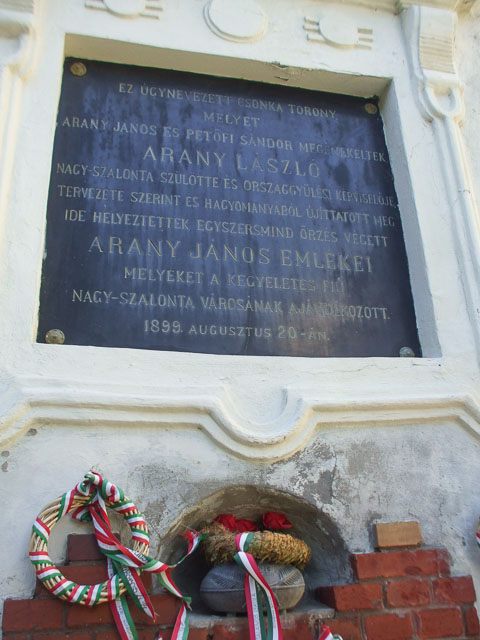 EZ ÚGYNEVEZETT CSONKA TORONY
MELYET
ARANY JÁNOS ÉS PETŐFI SÁNDOR MEGÉNEKELTEK
ARANY LÁSZLÓ
NAGY-SZALONTA SZÜLÖTTE ÉS ORSZÁGGYÜLÉSI KÉPVISELŐJE,
TERVEZETE SZERINT ÉS HAGYOMÁNYÁBÓL ÚJÍTTATOTT MEG
IDE HELYEZTETTEK EGYSZERSMIND ŐRZÉS VÉGETT
ARANY JÁNOS EMLÉKEI
MELYEKET A KEGYELETES FIÚ
NAGY-SZALONTA VÁROSÁNAK AJÁNDÉKOZOTT.
1899. AUGUSZTUS 20-ÁN.